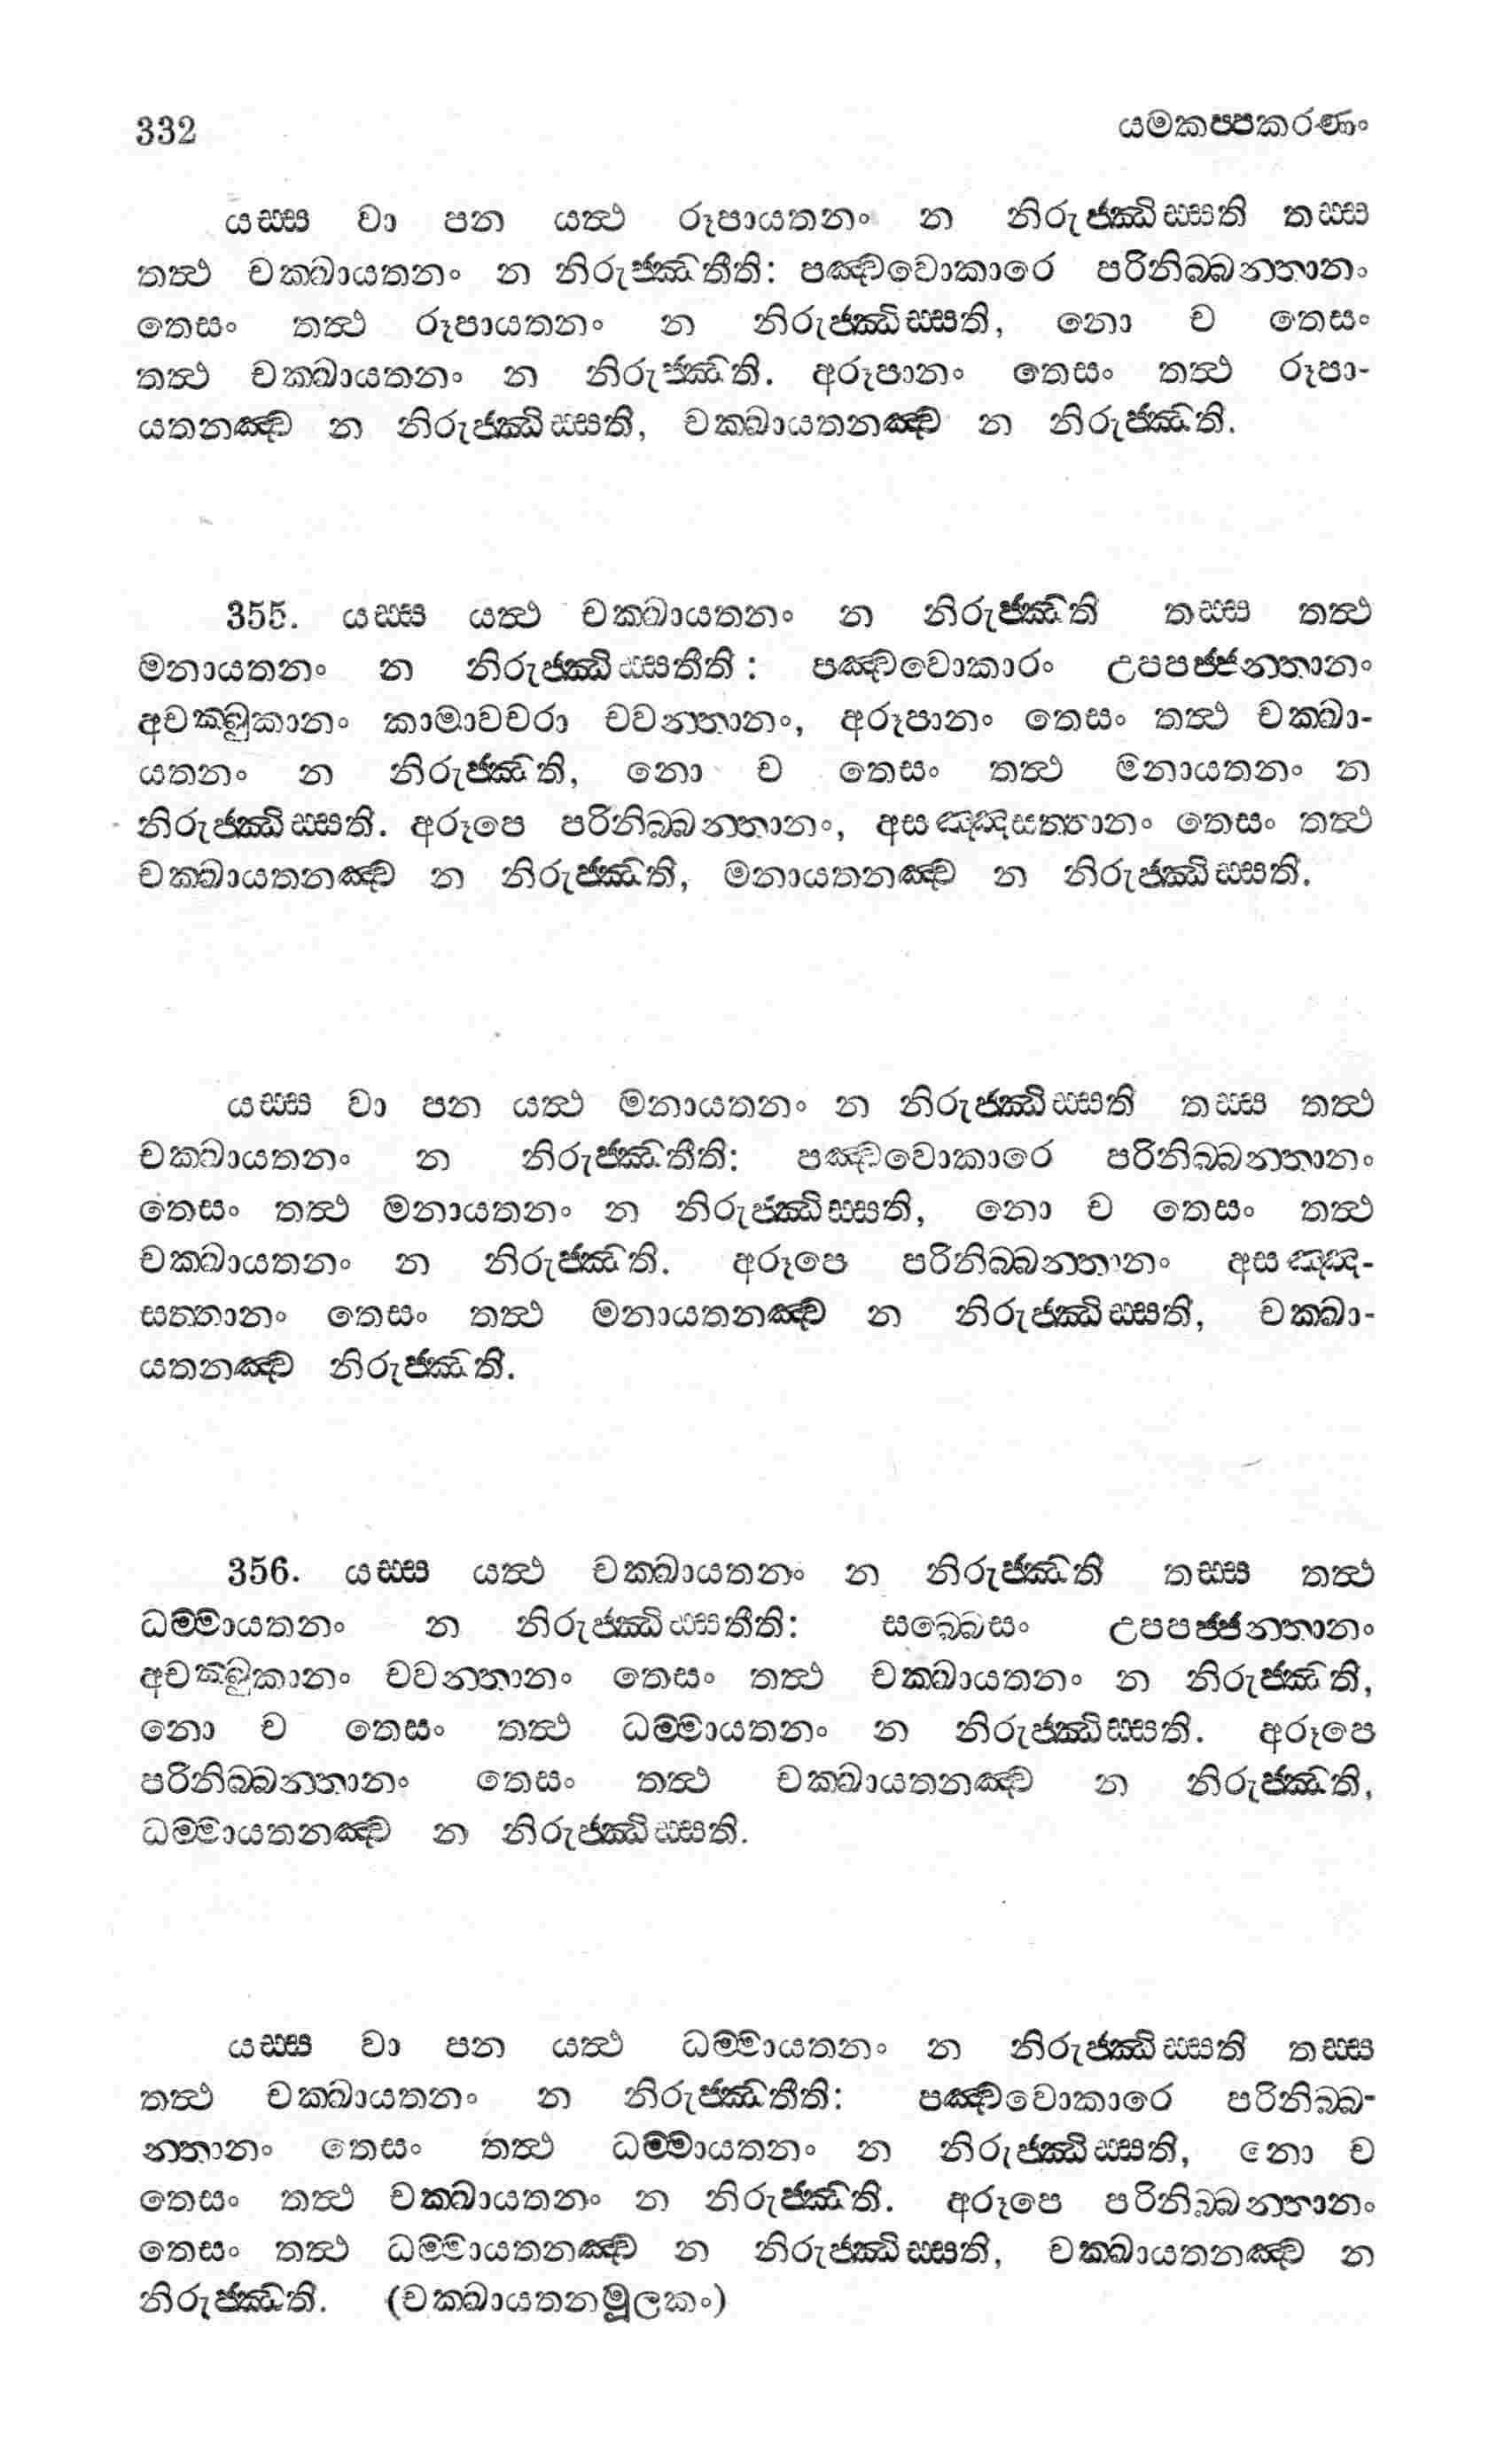 332 යමකප්පකරණං
යස්ස වා පන යත්ථ රූපායතනං න නිරුජ්ඣිස්සති තස්ස
තත්ථ චක්ඛායතනං න නිරුජ්ඣතීති: පඤ්චවොකාරෙ පරිනිබ්බන්තානං
තෙසං තත්ථ රූපායතනං න නිරුජ්ඣිස්සති, නො ච තෙසං
තත්ථ චක්ඛායතනං න නිරුජ්ඣති. අරූපානං තෙසං තත්ථ රූපා-
යතනඤ්ච න නිරුජ්ඣිස්සති, චක්ඛායතනඤ්ච න නිරුජ්ඣති.
355. යස්ස යත්ථ චක්ඛායතනං න නිරුජ්ඣති තස්ස තත්ථ
මනායතනං න නිරුජ්ඣිස්සතීති: පඤ්චවොකාරං උපපජ්ජන්තානං
අචක්ඛුකානං කාමාවචරා චවන්තානං, අරූපානං තෙසං තත්ථ චක්ඛා-
යතනං න නිරුජ්ඣති, නො ච තෙසං තත්ථ මනායතනං න
නිරුජ්ඣිස්සති. අරූපෙ පරිනිබ්බන්තානං, අසඤ්ඤසත්තානං තෙසං තත්ථ
චක්ඛායතනඤ්ච න නිරුජ්ඣති, මනායතනඤ්ච න නිරුජ්ඣිස්සති.
යස්ස වා පන යත්ථ මනායතනං න නිරුජ්ඣිස්සති තස්ස තත්ථ
චක්ඛායතනං න නිරුජ්ඣතීති: පඤ්චවොකාරෙ පරිනිබ්බන්තානං
තෙසං තත්ථ මනායතනං න නිරුජ්ඣිස්සති, නො ච තෙසං තත්ථ
චක්ඛායතනං න නිරුජ්ඣති. අරූපෙ පරිනිබ්බන්තානං අසඤ්ඤ-
සත්තානං තෙසං තත්ථ මනායතනඤ්ච න නිරුජ්ඣිස්සති, චක්ඛා-
යතනඤ්ච නිරුජ්ඣති.
356. යස්ස යත්ථ චක්ඛායතනං න නිරුජ්ඣති තස්ස තත්ථ
ධම්මායතනං න නිරුජ්ඣිස්සතීති: සබ්බෙසං උපපජ්ජන්තානං
අචක්ඛුකානං චවන්තානං තෙසං තත්ථ චක්ඛායතනං න නිරුජ්ඣති,
නො ච තෙසං තත්ථ ධම්මායතනං න නිරුජ්ඣිස්සති. අරූපෙ
පරිනිබ්බන්තානං තෙසං තත්ථ චක්ඛායතනඤ්ච න නිරුජ්ඣති,
ධම්මායතනඤ්ච න නිරුජ්ඣිස්සති.
යස්ස වා පන යත්ථ ධම්මායතනං න නිරුජ්ඣිස්සති තස්ස
තත්ථ චක්ඛායතනං න නිරුජ්ඣතීති: පඤ්චවොකාරෙ පරිනිබ්බ-
න්තානං තෙසං තත්ථ ධම්මායතනං න නිරුජ්ඣිස්සති, නො ච
තෙසං තත්ථ චක්ඛායතනං න නිරුජ්ඣති. අරූපෙ පරිනිබ්බන්තානං
තෙසං තත්ථ ධම්මායතනඤ්ච න නිරුජ්ඣිස්සති, චක්ඛායතනඤ්ච න
නිරුජ්ඣති. (චක්ඛායතනමූලකං)